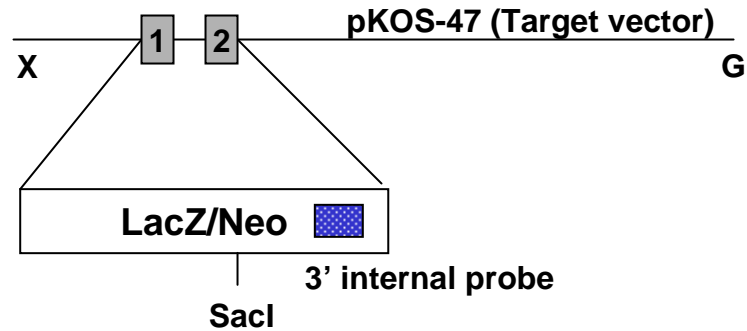 pKOS-47 (Target vector)
1 2
X G
LacZ/Neo
3’ internal probe
SacI